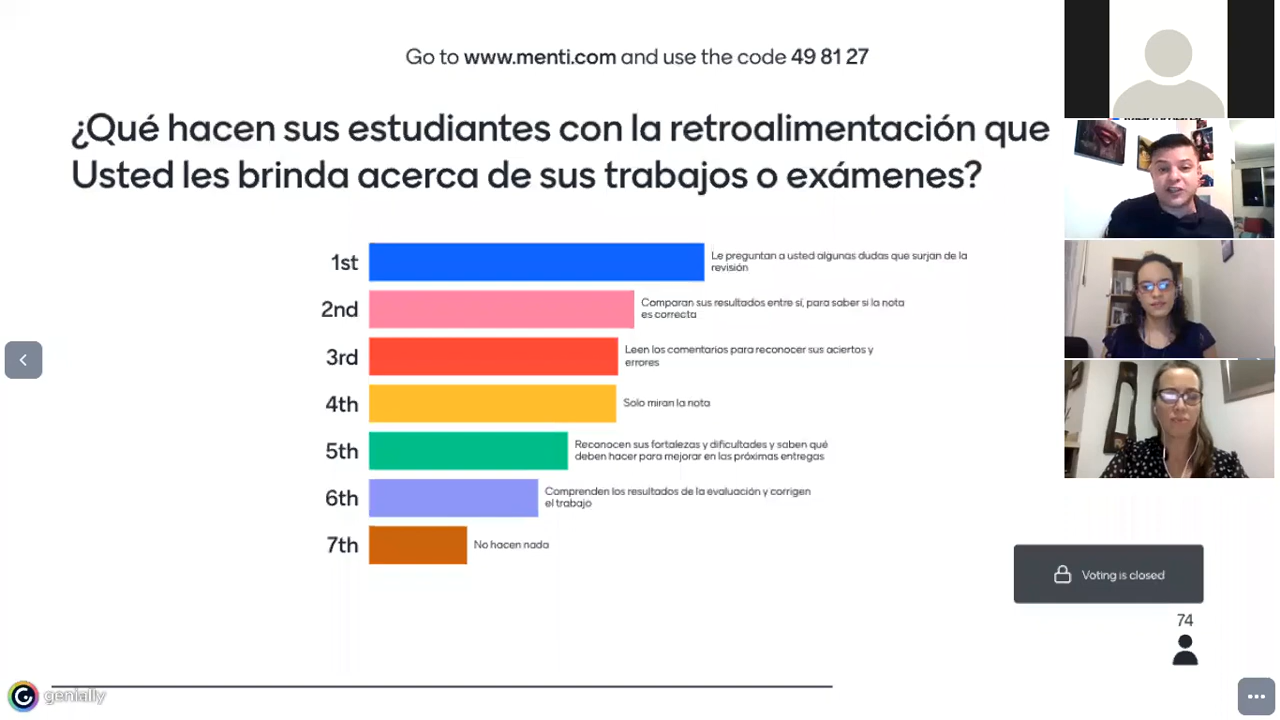 Go to www.menti.com and use the code 49 81 27
¿Qué hacen sus estudiantes con la retroalimentación que
Usted les brinda acerca de sus trabajos o exámenes?
1st
Le preguntan a usted algunas dudas que surjan de la
revisión
2nd
Comparan sus resultados entre sí, para saber si la nota
es correcta
3rd
Leen los comentarios para reconocer sus aciertos y
errores
4th
Solo miran la nota
5th
Reconocen sus fortalezas y dificultades y saben qué
deben hacer para mejorar en las próximas entregas
6th
Comprenden los resultados de la evaluación y corrigen
el trabajo
7th
No hacen nada
Voting is closed
74
genially